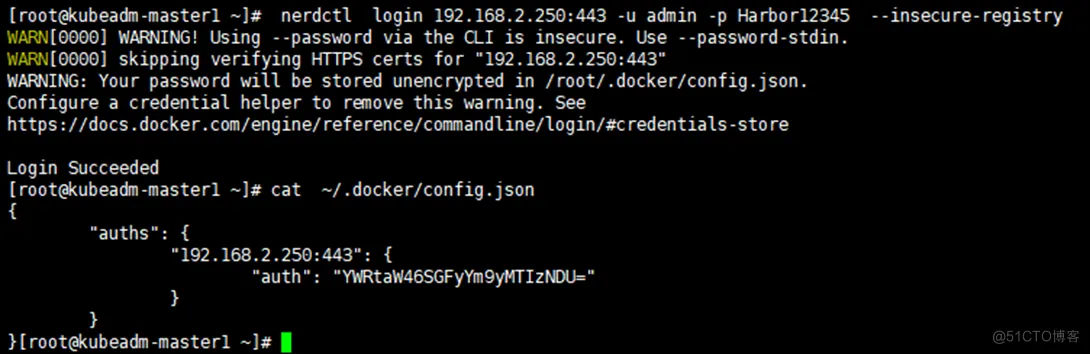 [root@kubeadm-master1 ~]#  nerdctl  login 192.168.2.250:443 -u admin -p Harbor12345  --insecure-registry
WARN[0000] WARNING! Using --password via the CLI is insecure. Use --password-stdin.
WARN[0000] skipping verifying HTTPS certs for "192.168.2.250:443"
WARNING: Your password will be stored unencrypted in /root/.docker/config.json.
Configure a credential helper to remove this warning. See
https://docs.docker.com/engine/reference/commandline/login/#credentials-store

Login Succeeded
[root@kubeadm-master1 ~]# cat  ~/.docker/config.json
{
        "auths": {
                "192.168.2.250:443": {
                        "auth": "YWRtaW46SGFyYm9yMTIzNDU="
                }
        }
}[root@kubeadm-master1 ~]#
@51CTO博客